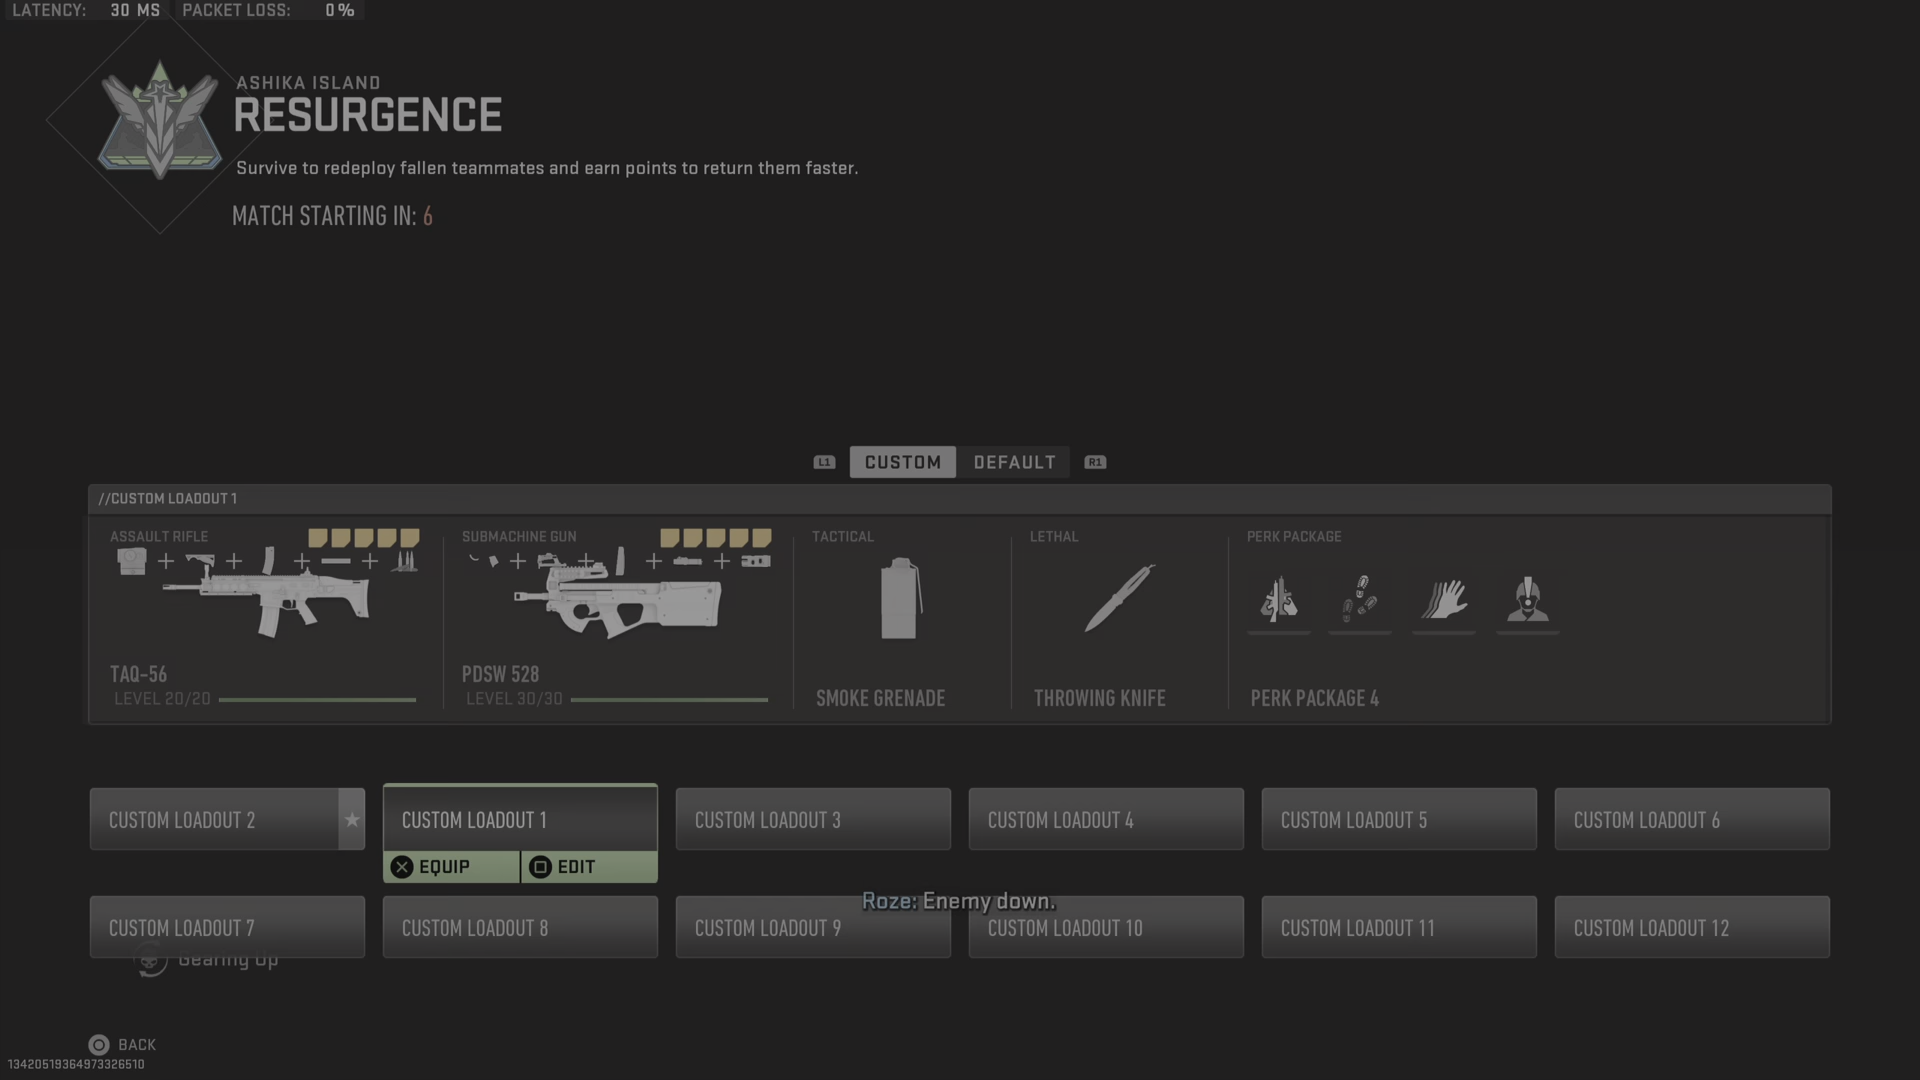 LATENCY: 30 MS PACKET LOSS: 0%
ASHIKA ISLAND
RESURGENCE
Survive to redeploy fallen teammates and earn points to return them faster.
MATCH STARTING IN: 6
L1 CUSTOM DEFAULT R1
//CUSTOM LOADOUT 1
ASSAULT RIFLE SUBMACHINE GUN TACTICAL LETHAL PERK PACKAGE
TAQ-56 PDSW 528
LEVEL 20/20 LEVEL 30/30 SMOKE GRENADE THROWING KNIFE PERK PACKAGE 4
CUSTOM LOADOUT 2 CUSTOM LOADOUT 1 CUSTOM LOADOUT 3 CUSTOM LOADOUT 4 CUSTOM LOADOUT 5 CUSTOM LOADOUT 6
EQUIP EDIT
Roze: Enemy down.
CUSTOM LOADOUT 7 CUSTOM LOADOUT 8 CUSTOM LOADOUT 9 CUSTOM LOADOUT 10 CUSTOM LOADOUT 11 CUSTOM LOADOUT 12
Gearing Up
BACK
13420519364973326510